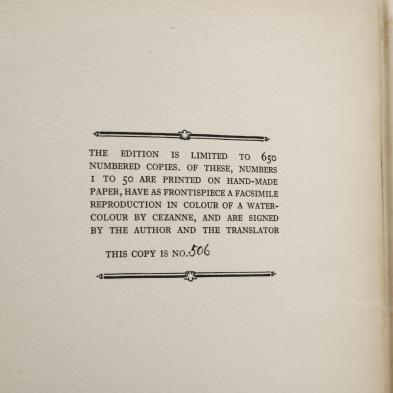 THE EDITION IS LIMITED TO 650
NUMBERED COPIES. OF THESE, NUMBERS
1 TO 50 ARE PRINTED ON HAND-MADE
PAPER, HAVE AS FRONTISPIECE A FACSIMILE
REPRODUCTION IN COLOUR OF A WATER-
COLOUR BY CEZANNE, AND ARE SIGNED
BY THE AUTHOR AND THE TRANSLATOR
THIS COPY IS NO. 506